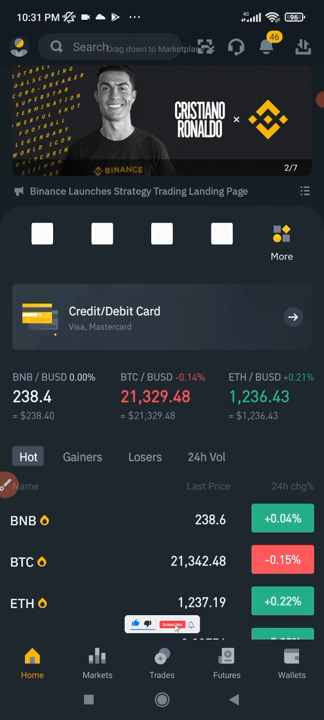 10:31 PM
4G
96
Search
Drag down to Marketplace
46
CRISTIANO
RONALDO
×
BINANCE
2/7
Binance Launches Strategy Trading Landing Page
More
Credit/Debit Card
Visa, Mastercard
BNB / BUSD 0.00%
BTC / BUSD -0.14%
ETH / BUSD +0.21%
238.4
21,329.48
1,236.43
≈ $238.40
≈ $21,329.48
≈ $1,236.43
Hot
Gainers
Losers
24h Vol
Name
Last Price
24h chg%
BNB
238.6
+0.04%
BTC
21,342.48
-0.15%
ETH
1,237.19
+0.22%
Subscribe
Home
Markets
Trades
Futures
Wallets